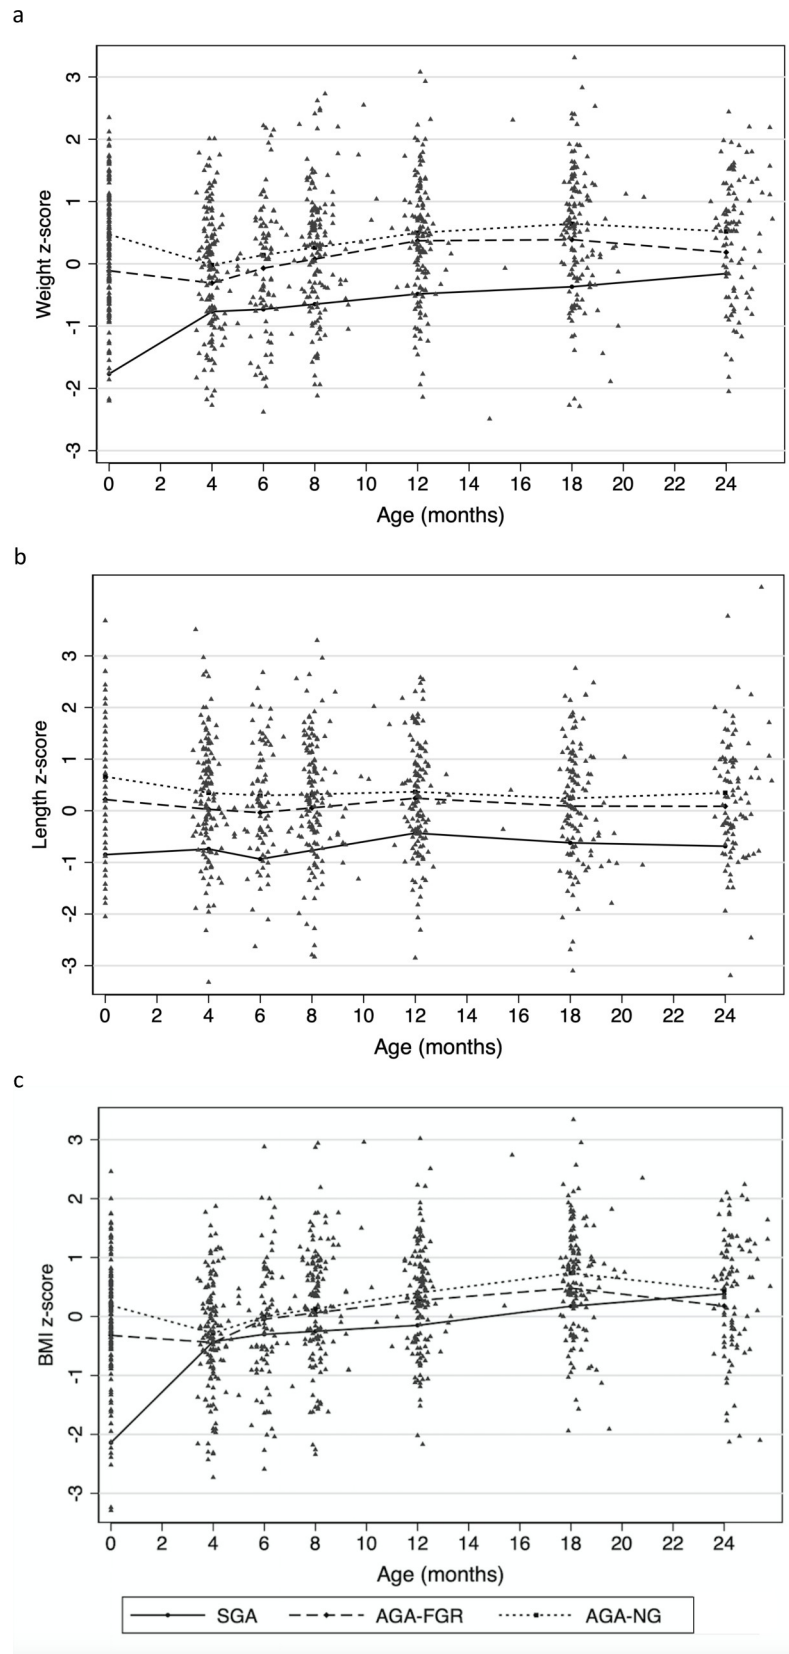 a
3
2
1
0
-1
-2
-3
Weight z-score
0 2 4 6 8 10 12 14 16 18 20 22 24
Age (months)
b
3
2
1
0
-1
-2
-3
Length z-score
0 2 4 6 8 10 12 14 16 18 20 22 24
Age (months)
c
3
2
1
0
-1
-2
-3
BMI z-score
0 2 4 6 8 10 12 14 16 18 20 22 24
Age (months)
SGA AGA-FGR AGA-NG